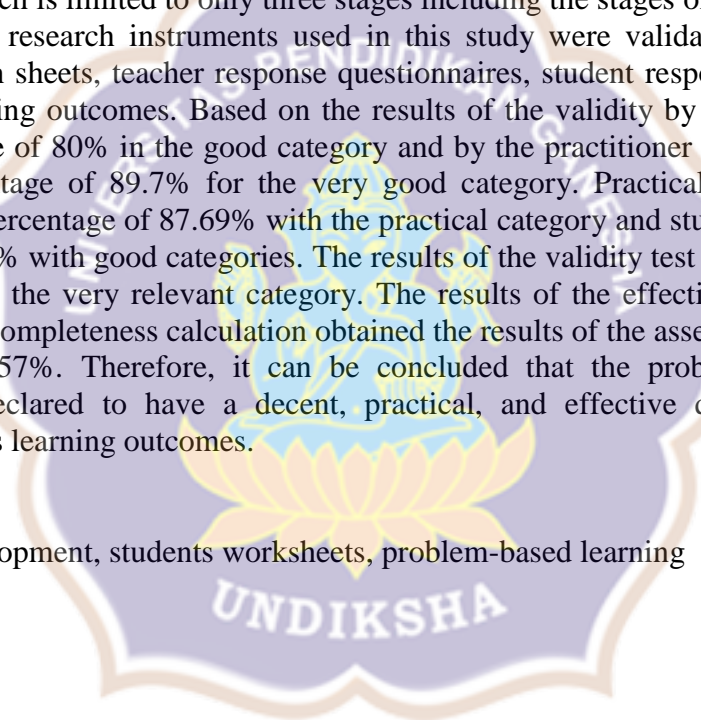 ch is limited to only three stages including the stages o
research instruments used in this study were valida
n sheets, teacher response questionnaires, student respo
ing outcomes. Based on the results of the validity by
e of 80% in the good category and by the practitioner
tage of 89.7% for the very good category. Practical
ercentage of 87.69% with the practical category and stu
% with good categories. The results of the validity test
the very relevant category. The results of the effecti
ompleteness calculation obtained the results of the asse
57%. Therefore, it can be concluded that the prob
eclared to have a decent, practical, and effective
s learning outcomes.
opment, students worksheets, problem-based learning
UNIVERSITAS PENDIDIKAN GANESHA
UNDIKSHA